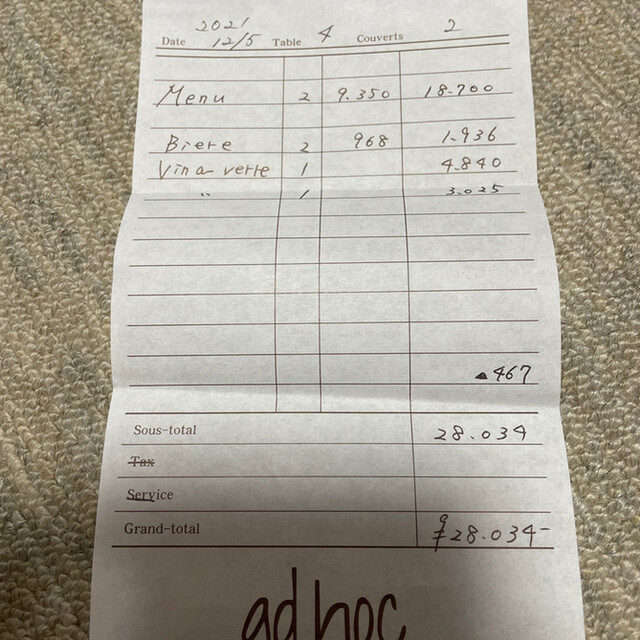 Date 2021 12/5 Table 4 Couverts 2
Menu 2 9.350 18.700
Biere 2 968 1.936
Vin a verre 1 4.840
〃 1 3.025
▲467
Sous-total 28.034
Tax
Service
Grand-total ¥28.034-
ad hoc